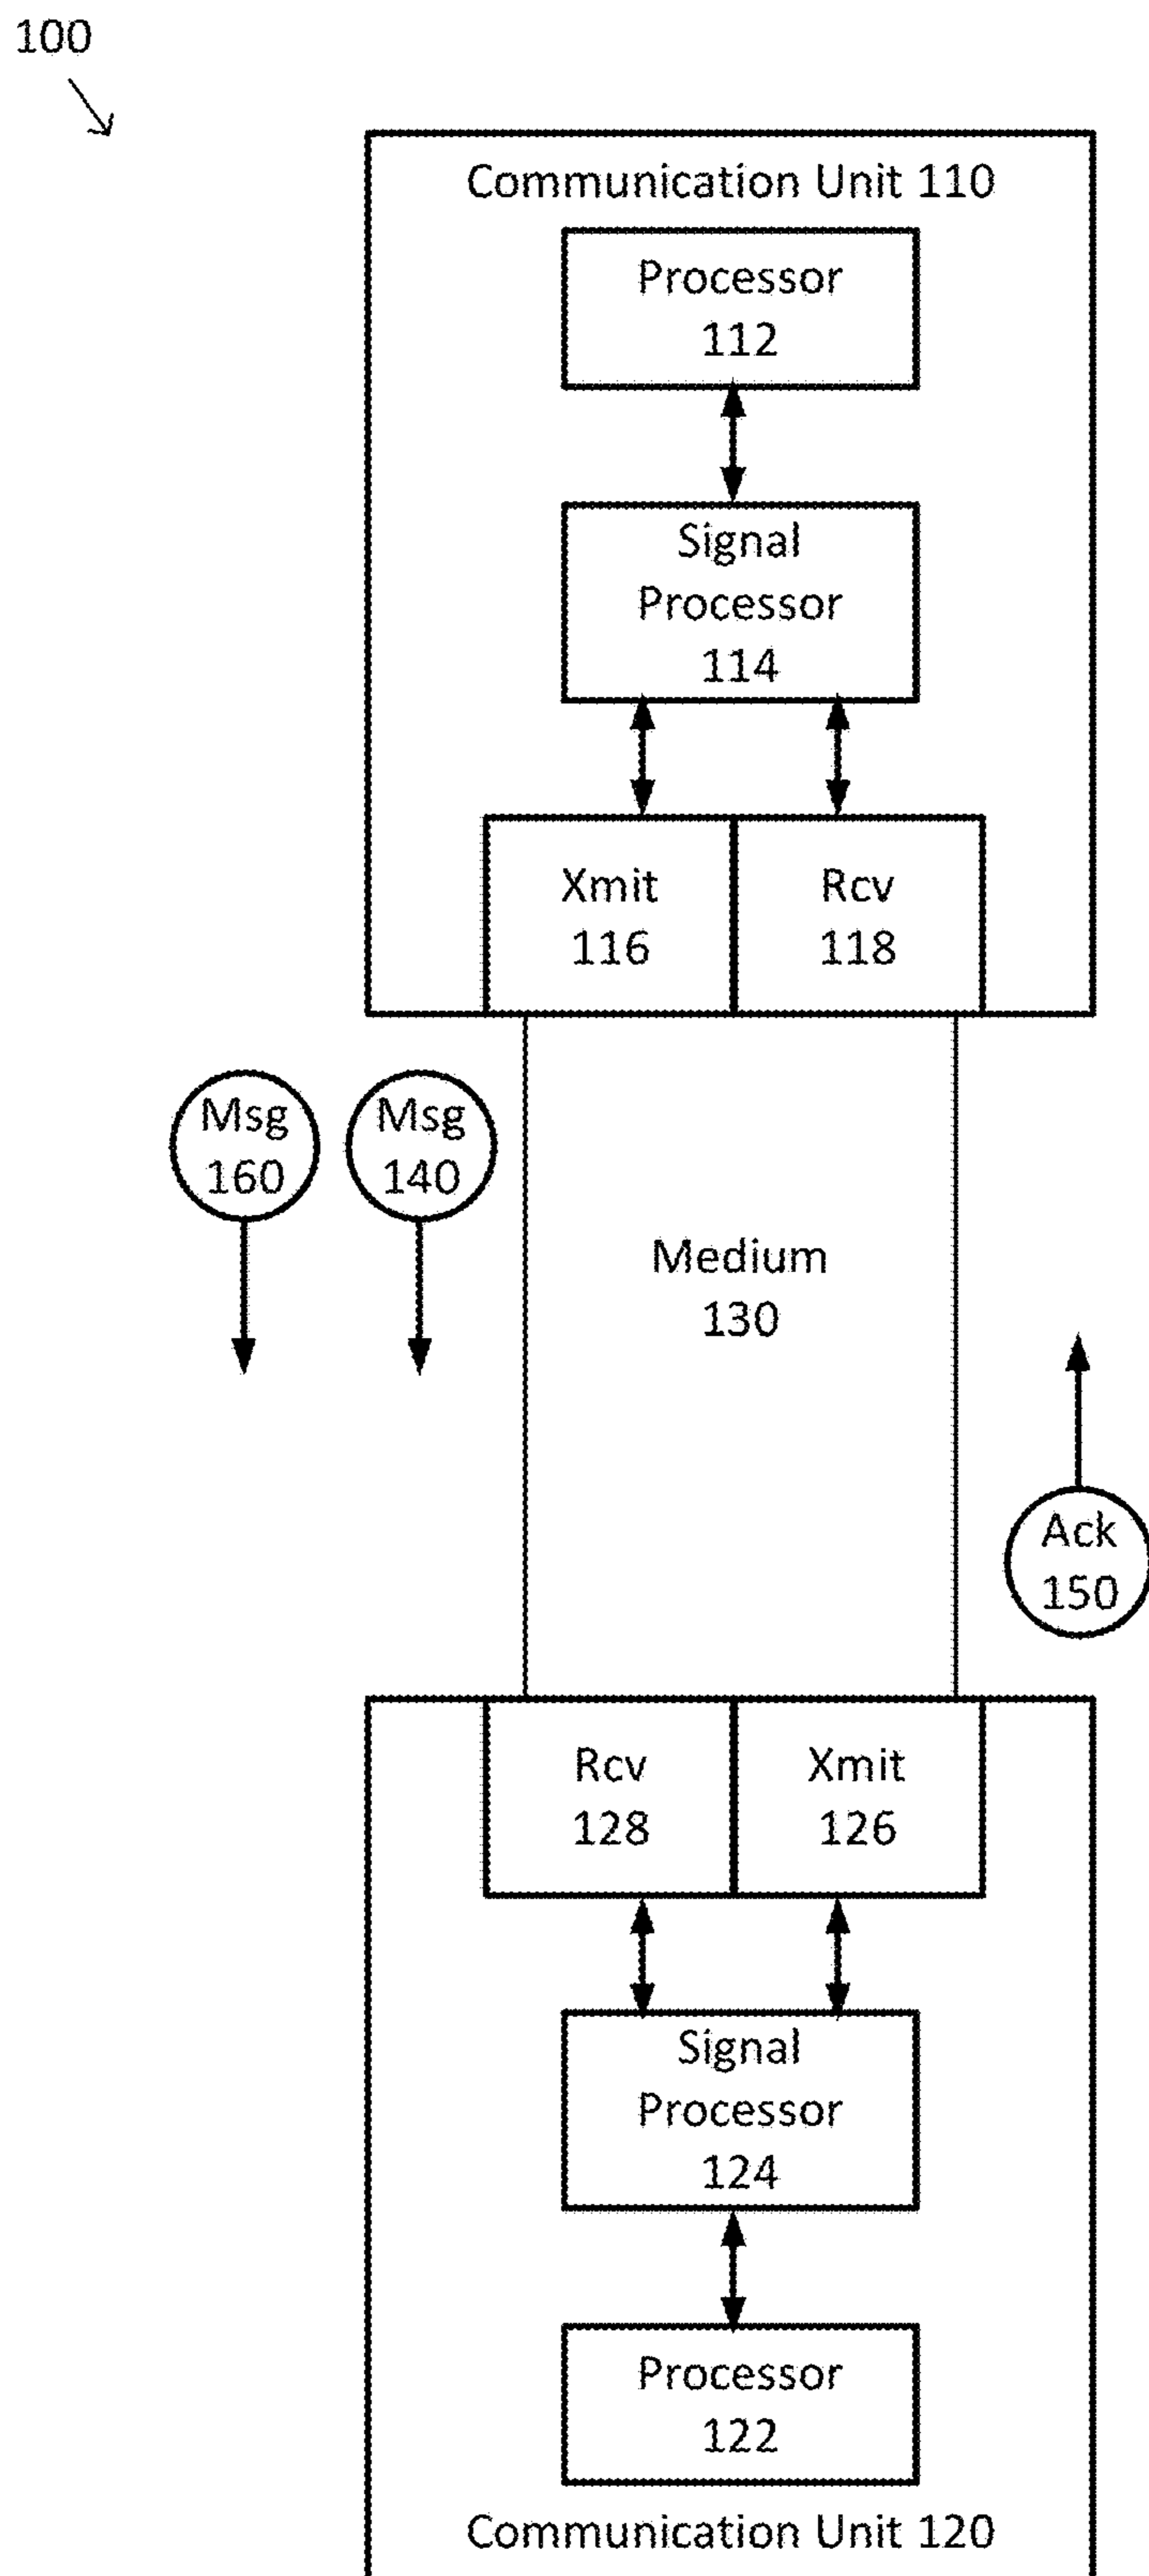 100
Communication Unit 110
Processor
112
Signal
Processor
114
Xmit
116
Rcv
118
Msg
160
Msg
140
Medium
130
Ack
150
Rcv
128
Xmit
126
Signal
Processor
124
Processor
122
Communication Unit 120